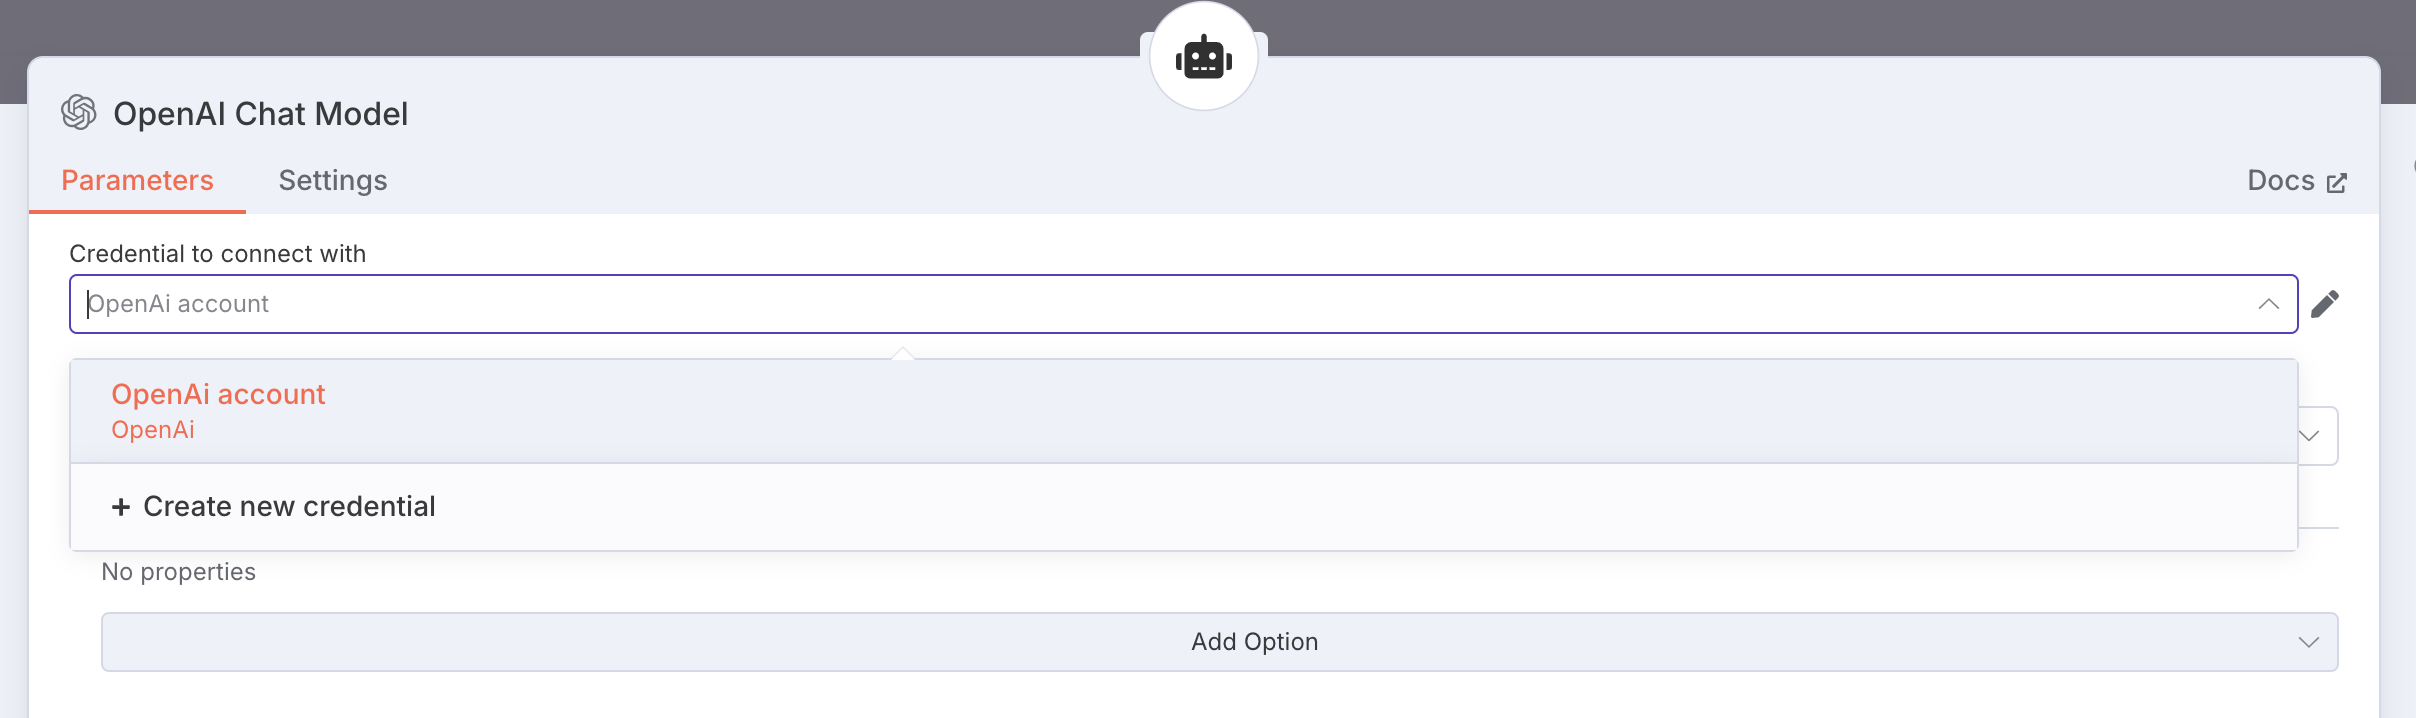 OpenAI Chat Model
Parameters Settings Docs
Credential to connect with
OpenAi account
OpenAi account
OpenAi
+ Create new credential
No properties
Add Option